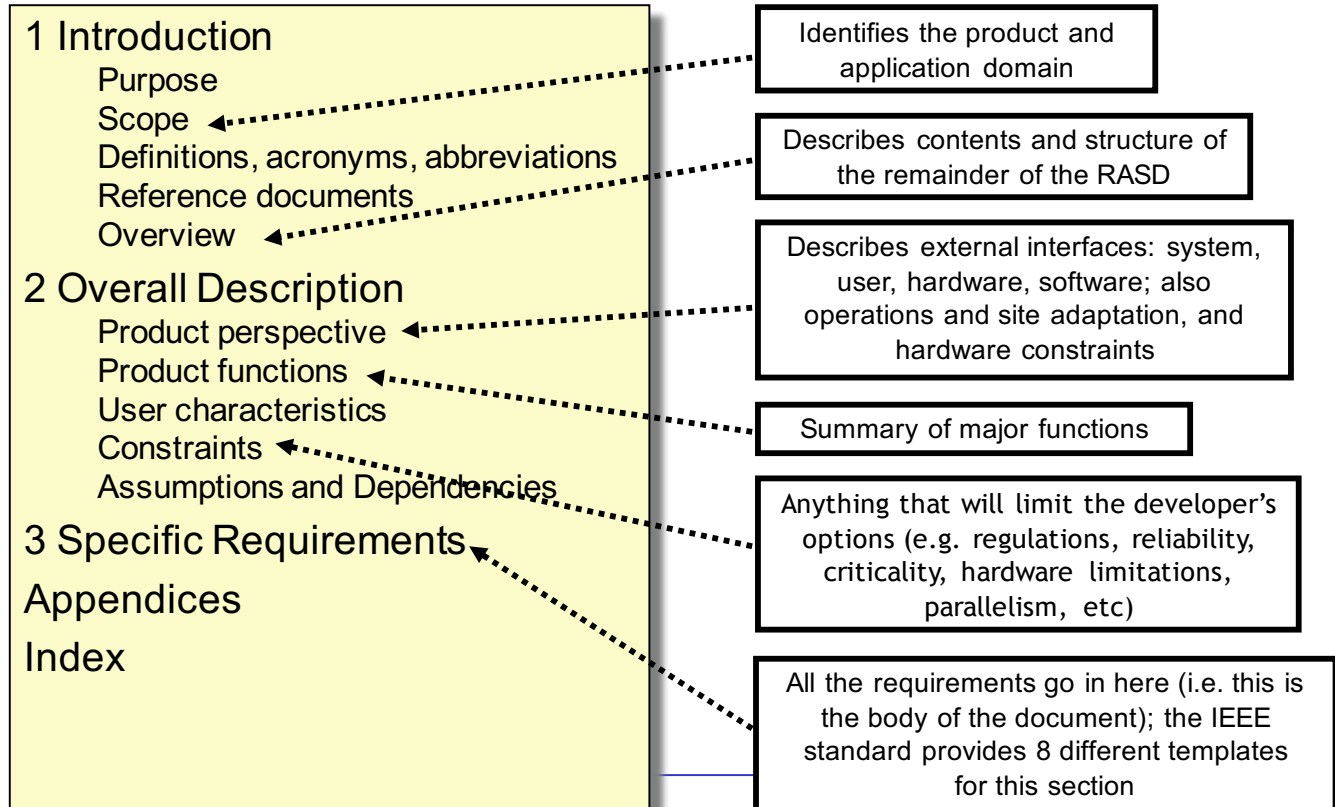 1 Introduction
Purpose
Scope
Definitions, acronyms, abbreviations
Reference documents
Overview
2 Overall Description
Product perspective
Product functions
User characteristics
Constraints
Assumptions and Dependencies
3 Specific Requirements
Appendices
Index
Identifies the product and
application domain
Describes contents and structure of
the remainder of the RASD
Describes external interfaces: system,
user, hardware, software; also
operations and site adaptation, and
hardware constraints
Summary of major functions
Anything that will limit the developer’s
options (e.g. regulations, reliability,
criticality, hardware limitations,
parallelism, etc)
All the requirements go in here (i.e. this is
the body of the document); the IEEE
standard provides 8 different templates
for this section